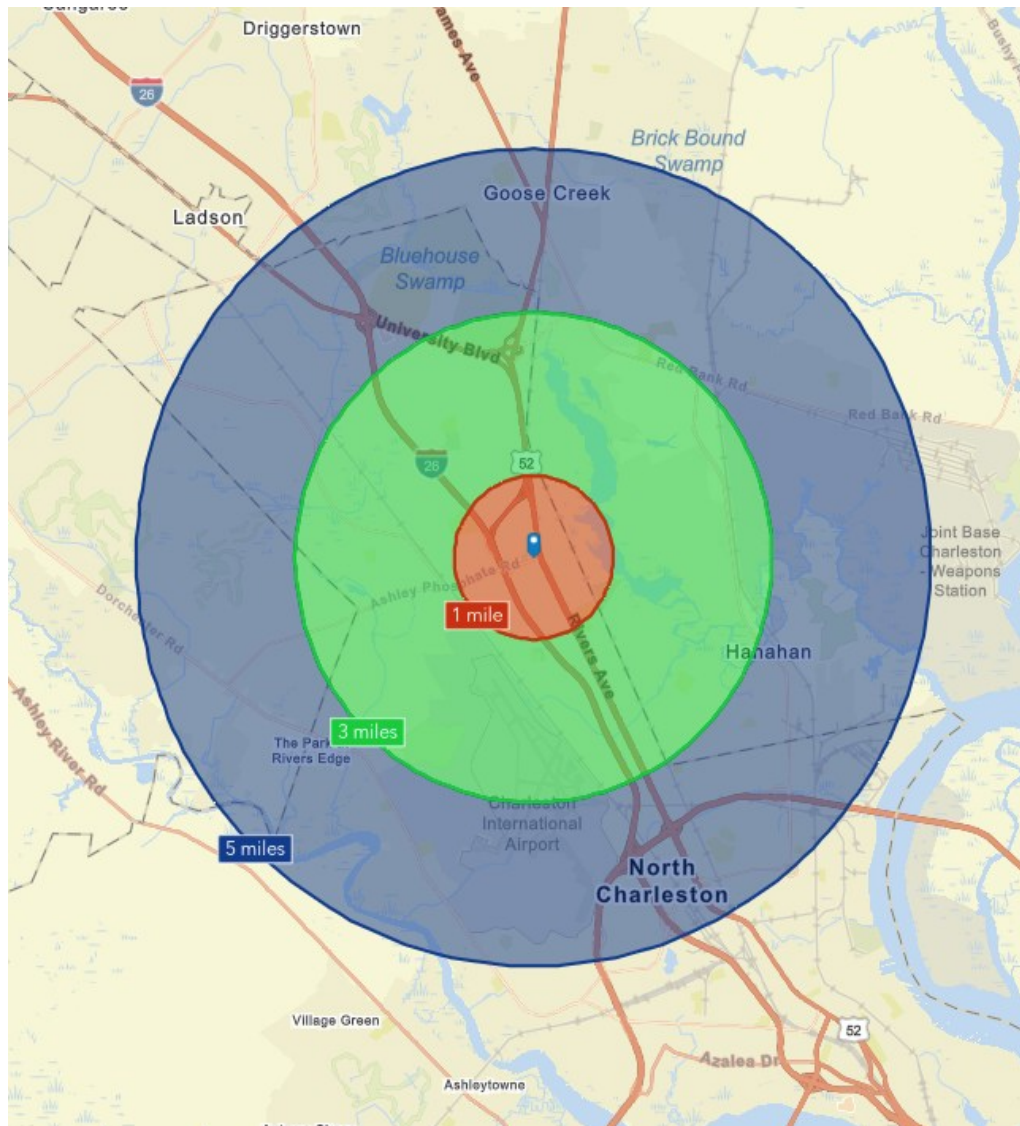 Driggerstown
ames Ave
26
Bushy P
Brick Bound
Swamp
Goose Creek
Ladson
Bluehouse
Swamp
University Blvd
Red Bank Rd
Red Bank Rd
26
52
Joint Base
Charleston
- Weapons
Station
Ashley Phosphate Rd
Dorchester Rd
1 mile
Rivers Ave
Hanahan
Ashley River Rd
3 miles
The Park
Rivers Edge
Charleston
International
Airport
5 miles
North
Charleston
Village Green
52
Azalea Dr
Ashleytowne